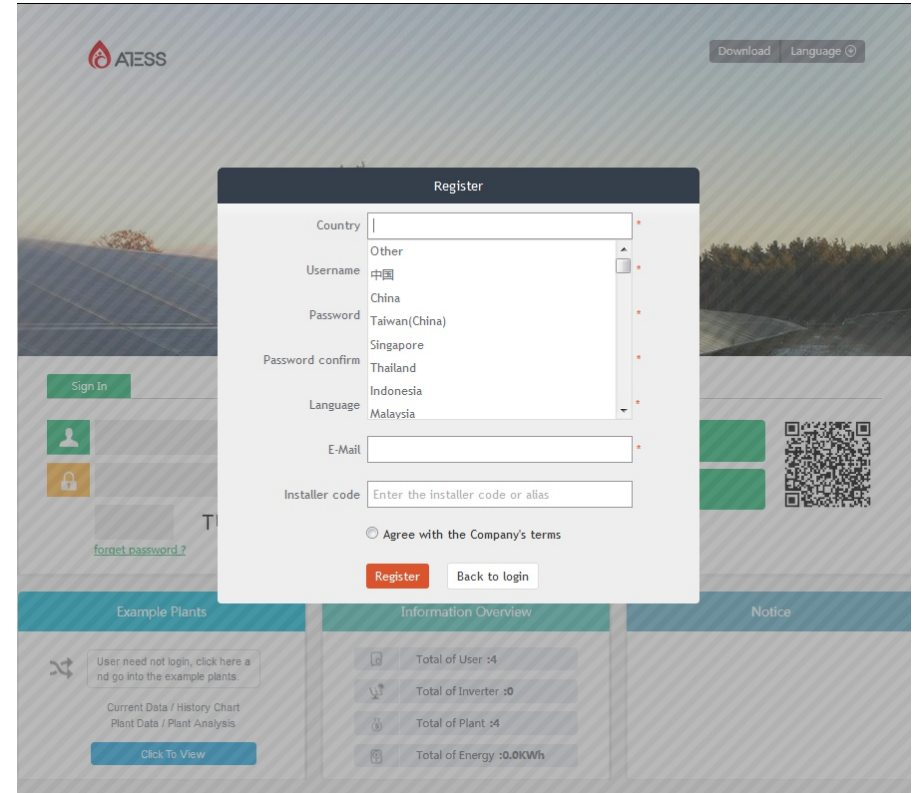 ATESS
Download Language
Register
Country *
Other
Username *
中国
China
Password *
Taiwan(China)
Singapore
Password confirm *
Thailand
Indonesia
Language *
Malaysia
Sign In
E-Mail *
Installer code Enter the installer code or alias
Agree with the Company's terms
forget password ?
Register Back to login
Example Plants Information Overview Notice
User need not login, click here a
nd go into the example plants.
Current Data / History Chart
Plant Data / Plant Analysis
Click To View
Total of User :4
Total of Inverter :0
Total of Plant :4
Total of Energy :0.0KWh